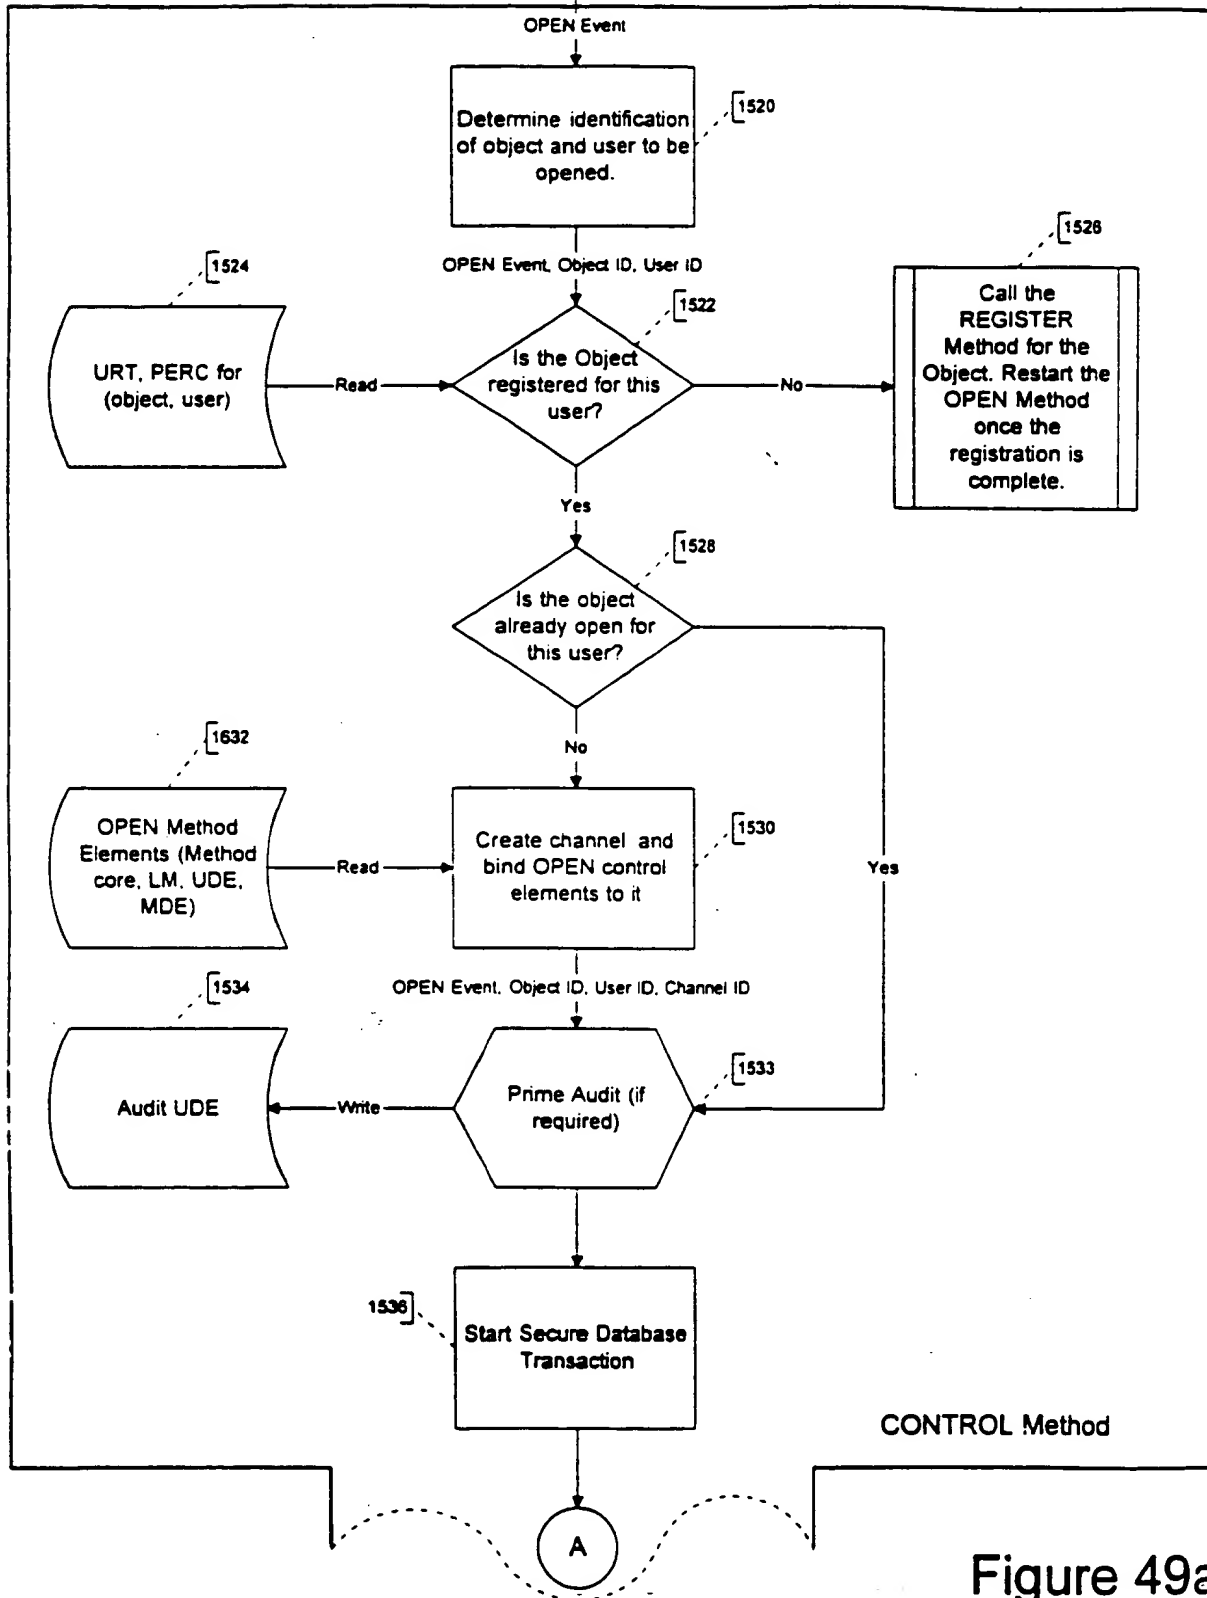 OPEN Event
1520
Determine identification
of object and user to be
opened.
OPEN Event, Object ID, User ID
1524
1522
1526
URT, PERC for
(object, user)
Read
Is the Object
registered for this
user?
No
Call the
REGISTER
Method for the
Object. Restart the
OPEN Method
once the
registration is
complete.
Yes
1528
Is the object
already open for
this user?
No
Yes
1632
OPEN Method
Elements (Method
core, LM, UDE,
MDE)
Read
1530
Create channel and
bind OPEN control
elements to it
OPEN Event, Object ID, User ID, Channel ID
1534
1533
Audit UDE
Write
Prime Audit (if
required)
1536
Start Secure Database
Transaction
CONTROL Method
A
Figure 49a